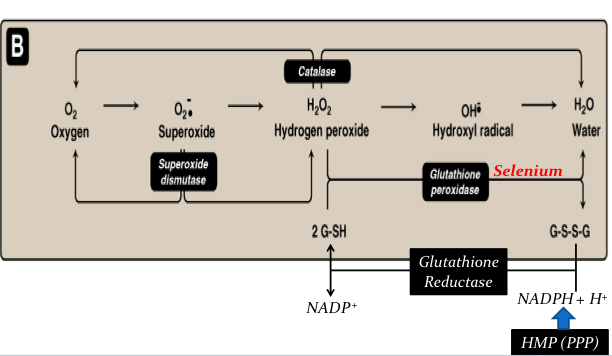 B
Catalase
O₂
O₂•⁻
H₂O₂
OH•̄
H₂O
Oxygen
Superoxide
Hydrogen peroxide
Hydroxyl radical
Water
Superoxide
dismutase
Glutathione
peroxidase
Selenium
2 G-SH
G-S-S-G
Glutathione
Reductase
NADP⁺
NADPH + H⁺
HMP (PPP)